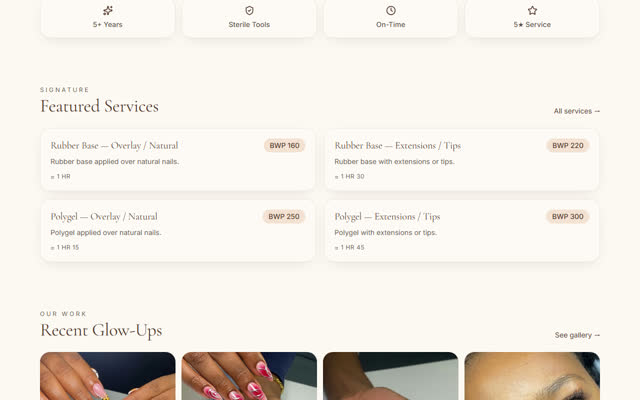 5+ Years
Sterile Tools
On-Time
5★ Service
SIGNATURE
Featured Services
All services →
Rubber Base — Overlay / Natural
BWP 160
Rubber base applied over natural nails.
≈ 1 HR
Rubber Base — Extensions / Tips
BWP 220
Rubber base with extensions or tips.
≈ 1 HR 30
Polygel — Overlay / Natural
BWP 250
Polygel applied over natural nails.
≈ 1 HR 15
Polygel — Extensions / Tips
BWP 300
Polygel with extensions or tips.
≈ 1 HR 45
OUR WORK
Recent Glow-Ups
See gallery →